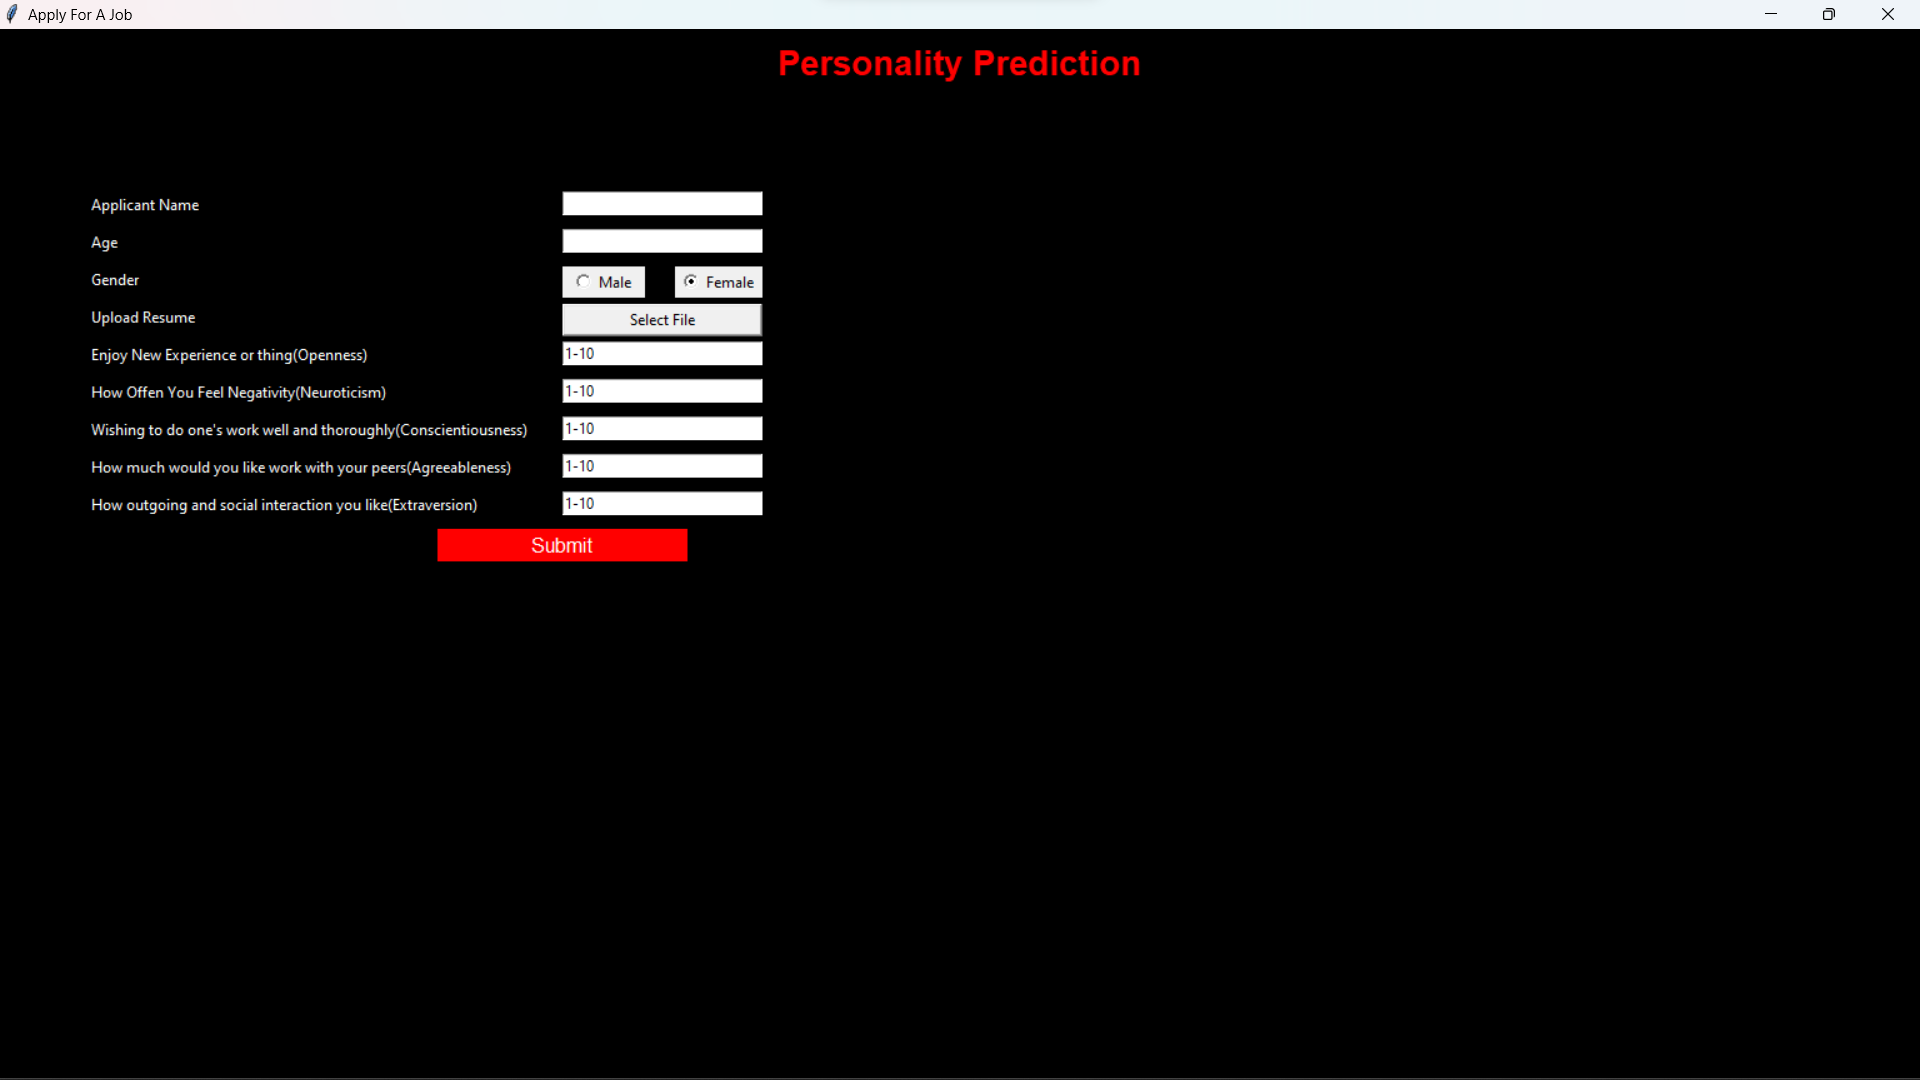 Apply For A Job
Personality Prediction
Applicant Name
Age
Gender Male Female
Upload Resume Select File
Enjoy New Experience or thing(Openness) 1-10
How Offen You Feel Negativity(Neuroticism) 1-10
Wishing to do one's work well and thoroughly(Conscientiousness) 1-10
How much would you like work with your peers(Agreeableness) 1-10
How outgoing and social interaction you like(Extraversion) 1-10
Submit